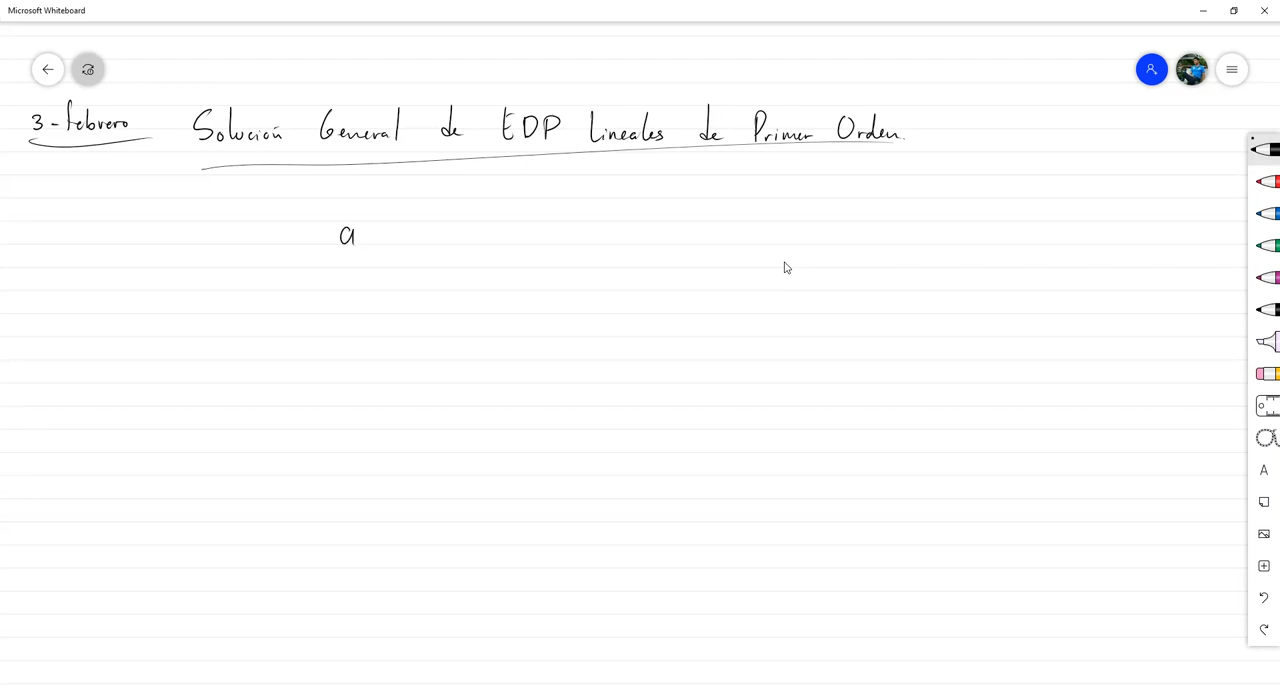 Microsoft Whiteboard
3-febrero Solución General de EDP Lineales de Primer Orden.
a
A